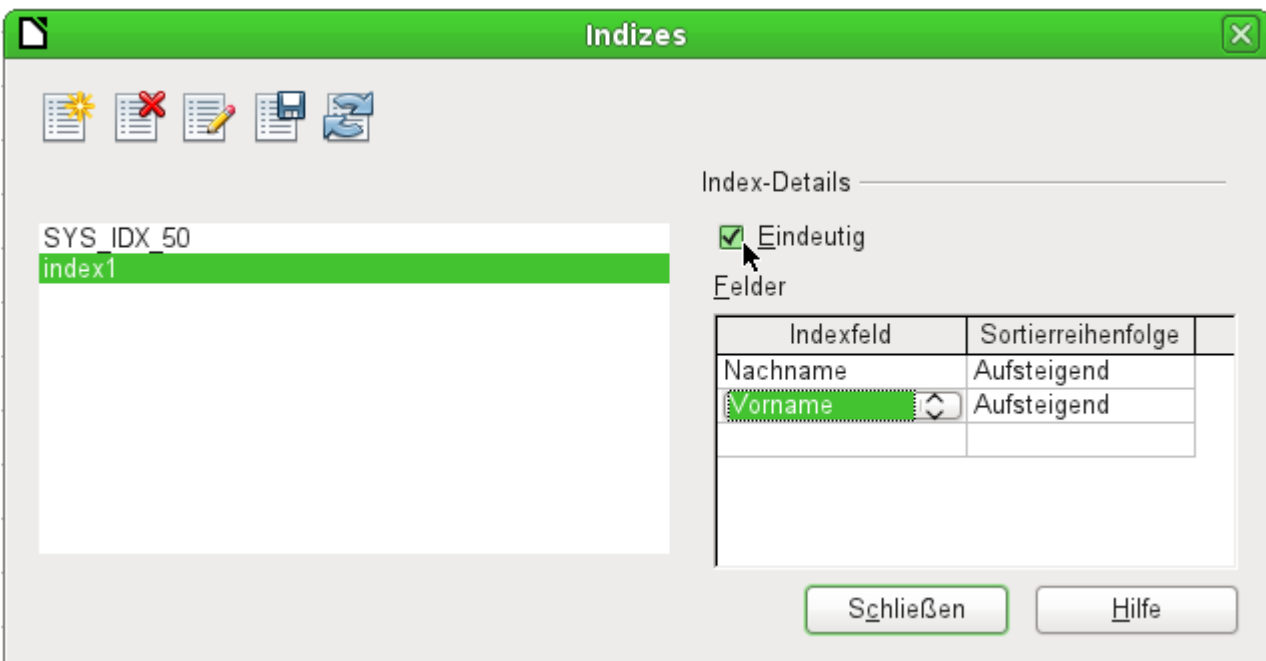 Indizes
Index-Details
SYS_IDX_50
index1
Eindeutig
Felder
Indexfeld Sortierreihenfolge
Nachname Aufsteigend
Vorname Aufsteigend
Schließen Hilfe